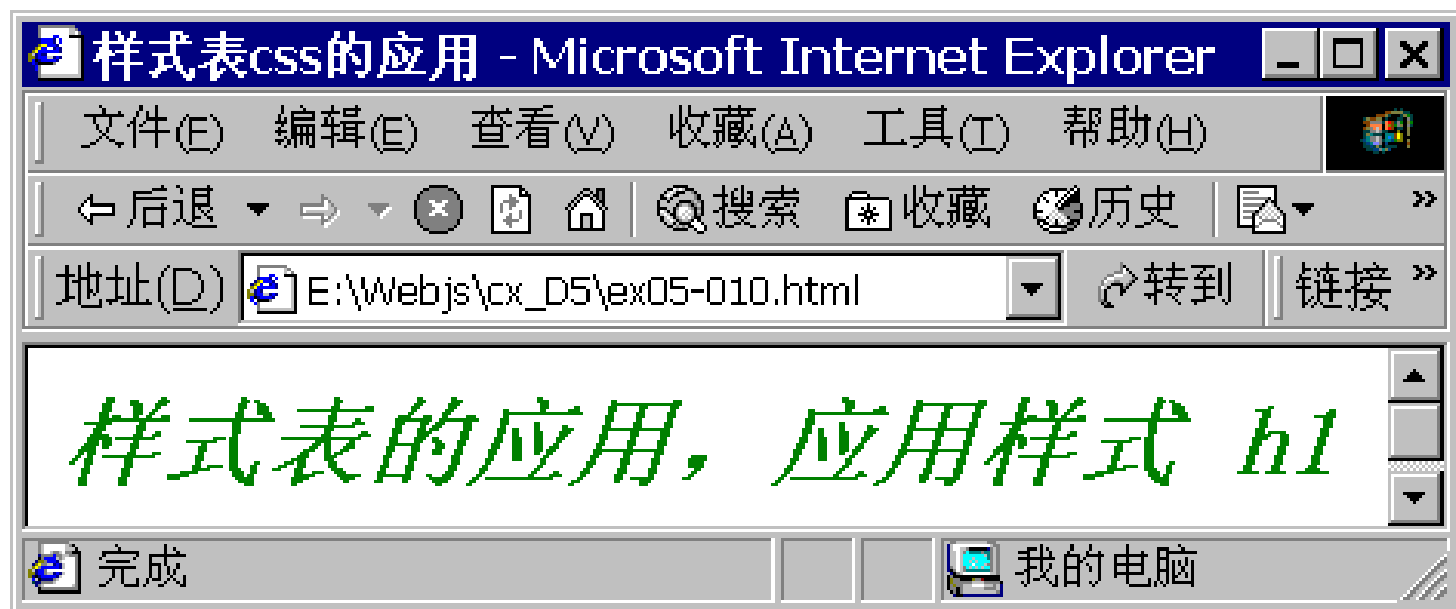 样式表css的应用 - Microsoft Internet Explorer
文件(F) 编辑(E) 查看(V) 收藏(A) 工具(T) 帮助(H)
后退 搜索 收藏 历史 »
地址(D) E:\Webjs\cx_D5\ex05-010.html 转到 链接 »
样式表的应用，应用样式 h1
完成 我的电脑